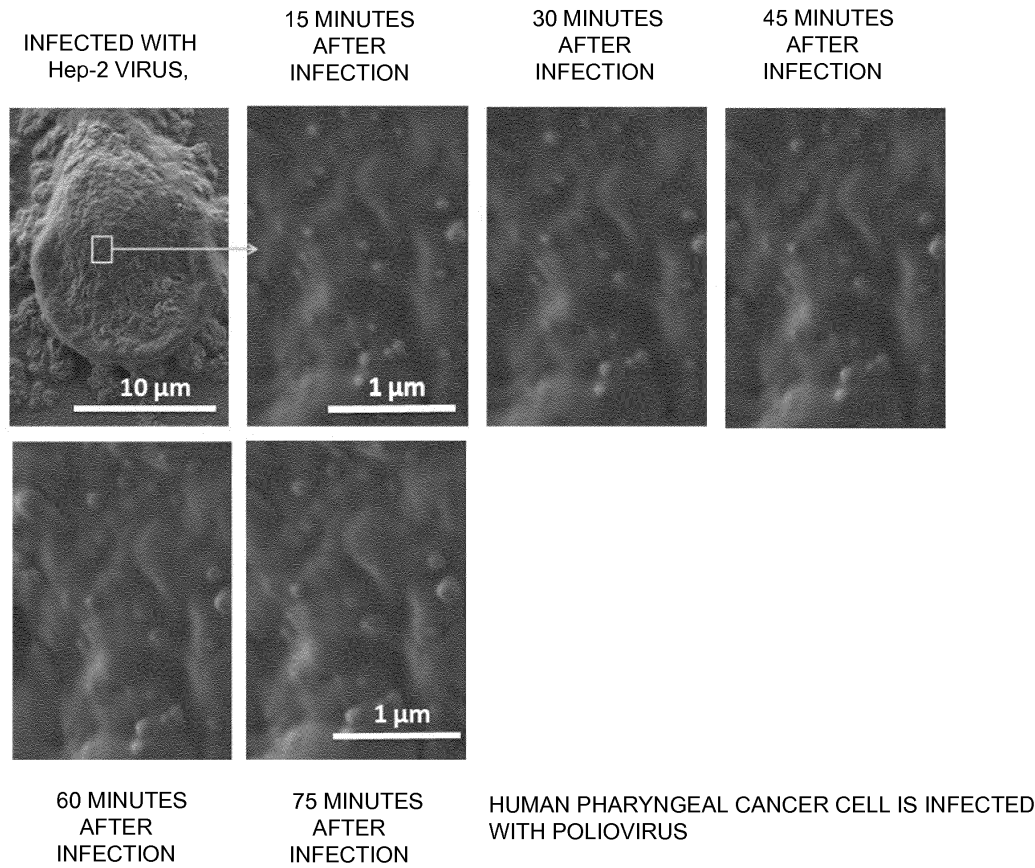 INFECTED WITH
Hep-2 VIRUS,
15 MINUTES
AFTER
INFECTION
30 MINUTES
AFTER
INFECTION
45 MINUTES
AFTER
INFECTION
10 µm
1 µm
1 µm
60 MINUTES
AFTER
INFECTION
75 MINUTES
AFTER
INFECTION
HUMAN PHARYNGEAL CANCER CELL IS INFECTED
WITH POLIOVIRUS